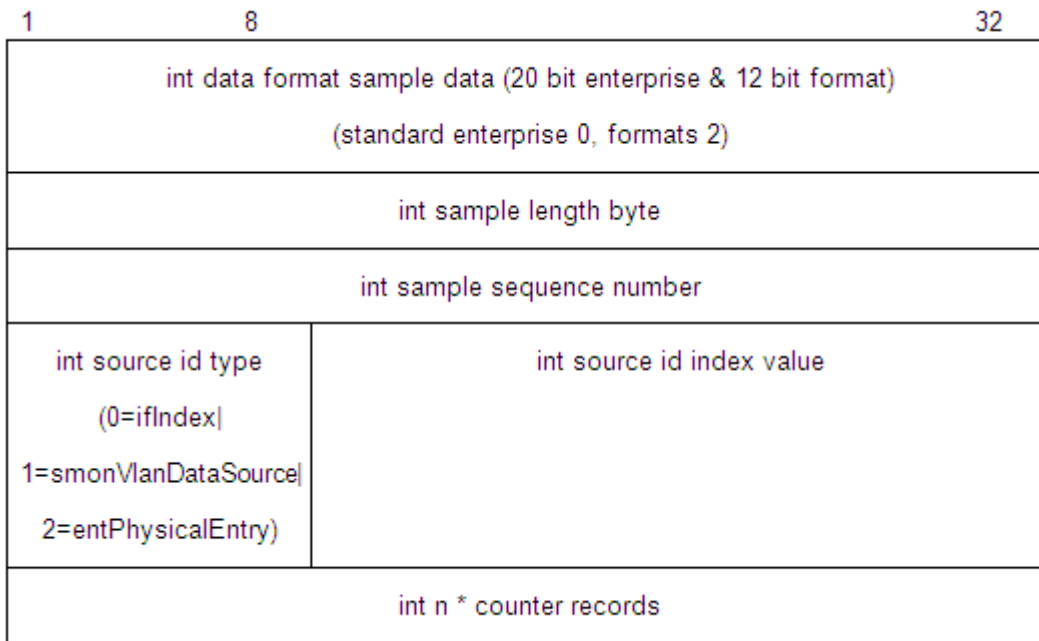 1 8 32
int data format sample data (20 bit enterprise & 12 bit format)
(standard enterprise 0, formats 2)
int sample length byte
int sample sequence number
int source id type
(0=ifIndex|
1=smonVlanDataSource|
2=entPhysicalEntry)
int source id index value
int n * counter records